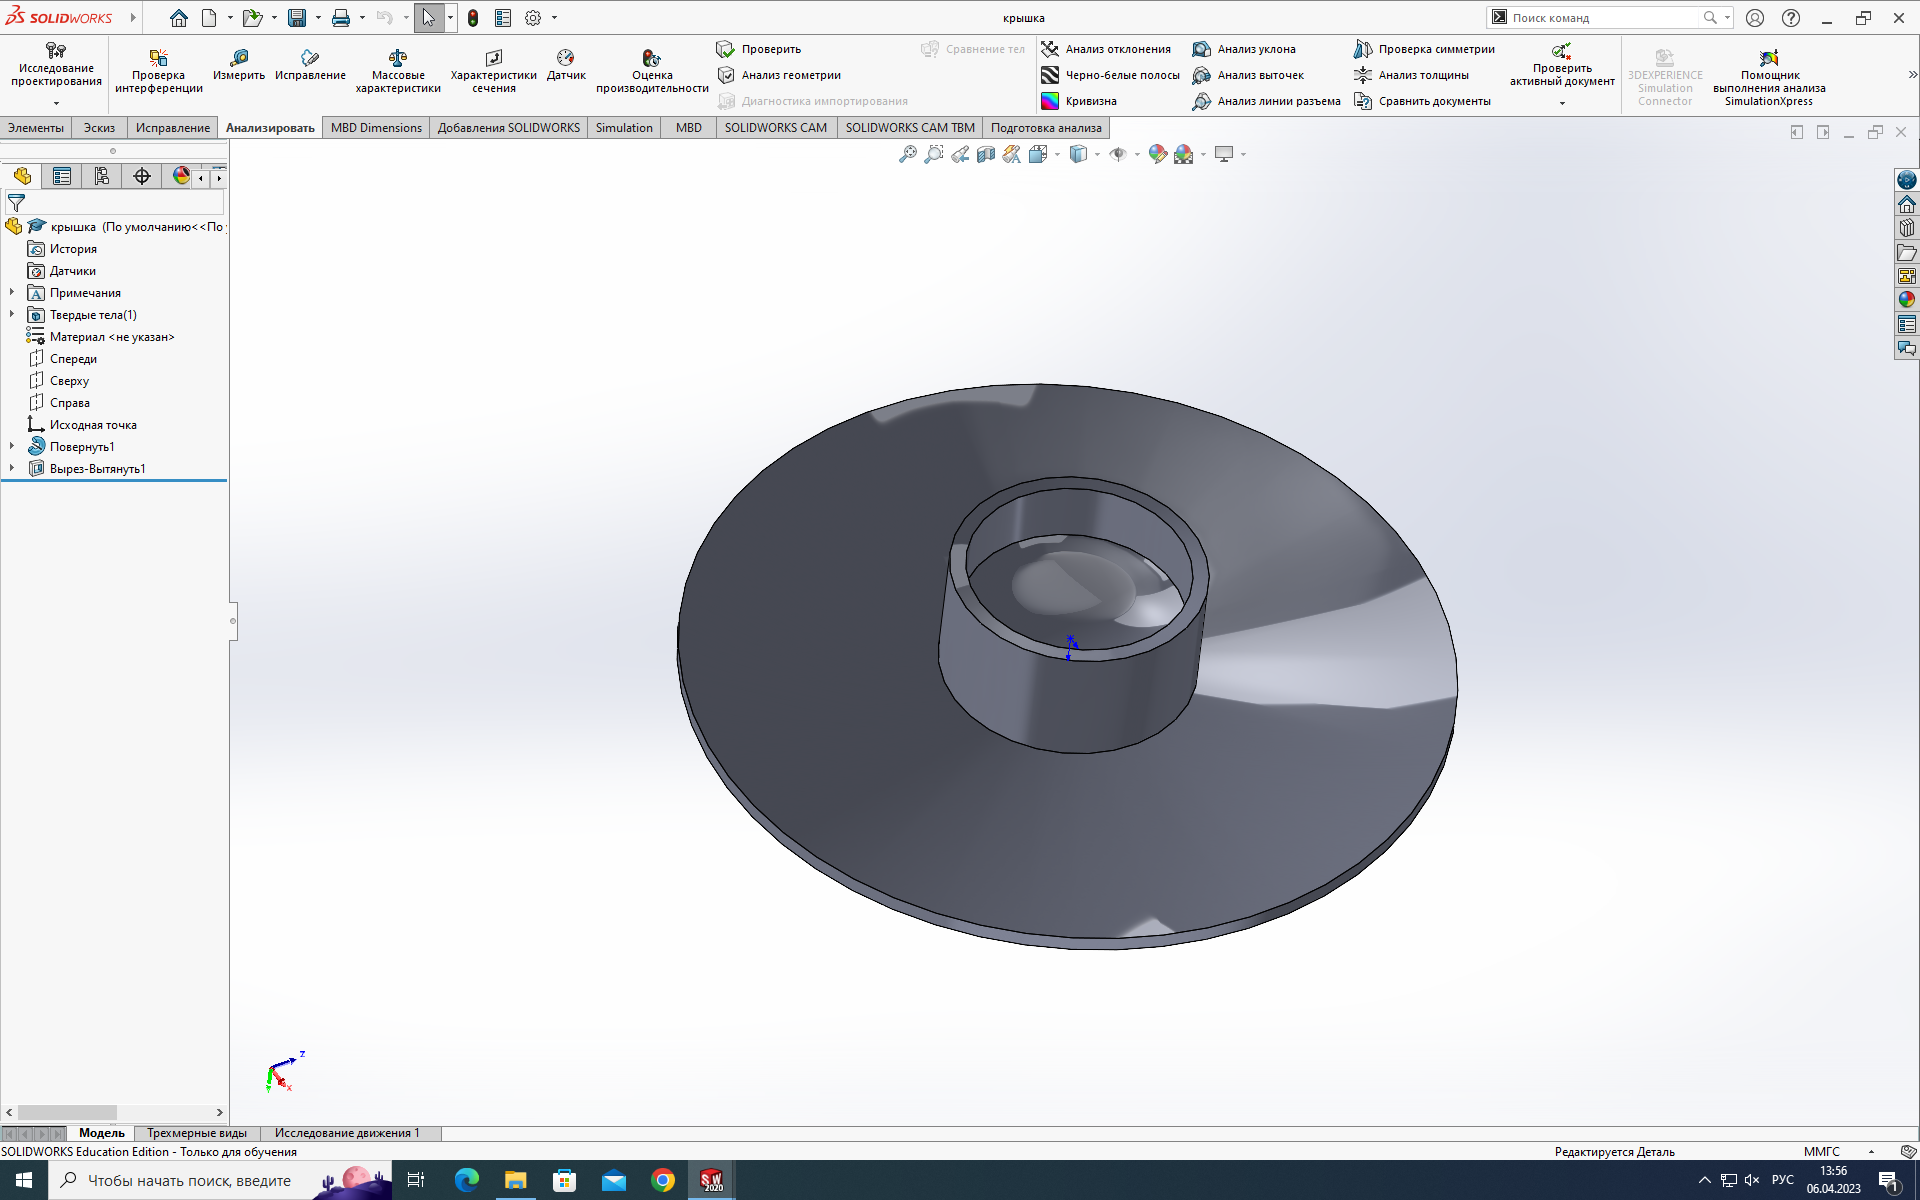 SOLIDWORKS
крышка
Поиск команд
Исследование проектирования
Проверка интерференции
Измерить
Исправление
Массовые характеристики
Характеристики сечения
Датчик
Оценка производительности
Проверить
Анализ геометрии
Диагностика импортирования
Сравнение тел
Анализ отклонения
Черно-белые полосы
Кривизна
Анализ уклона
Анализ выточек
Анализ линии разъема
Проверка симметрии
Анализ толщины
Сравнить документы
Проверить активный документ
3DEXPERIENCE Simulation Connector
Помощник выполнения анализа SimulationXpress
Элементы
Эскиз
Исправление
Анализировать
MBD Dimensions
Добавления SOLIDWORKS
Simulation
MBD
SOLIDWORKS CAM
SOLIDWORKS CAM TBM
Подготовка анализа
крышка (По умолчанию<<По
История
Датчики
Примечания
Твердые тела(1)
Материал <не указан>
Спереди
Сверху
Справа
Исходная точка
Повернуть1
Вырез-Вытянуть1
z
x
Модель
Трехмерные виды
Исследование движения 1
SOLIDWORKS Education Edition - Только для обучения
Редактируется Деталь
ММГС
Чтобы начать поиск, введите
SW 2020
РУС
13:56
06.04.2023
1